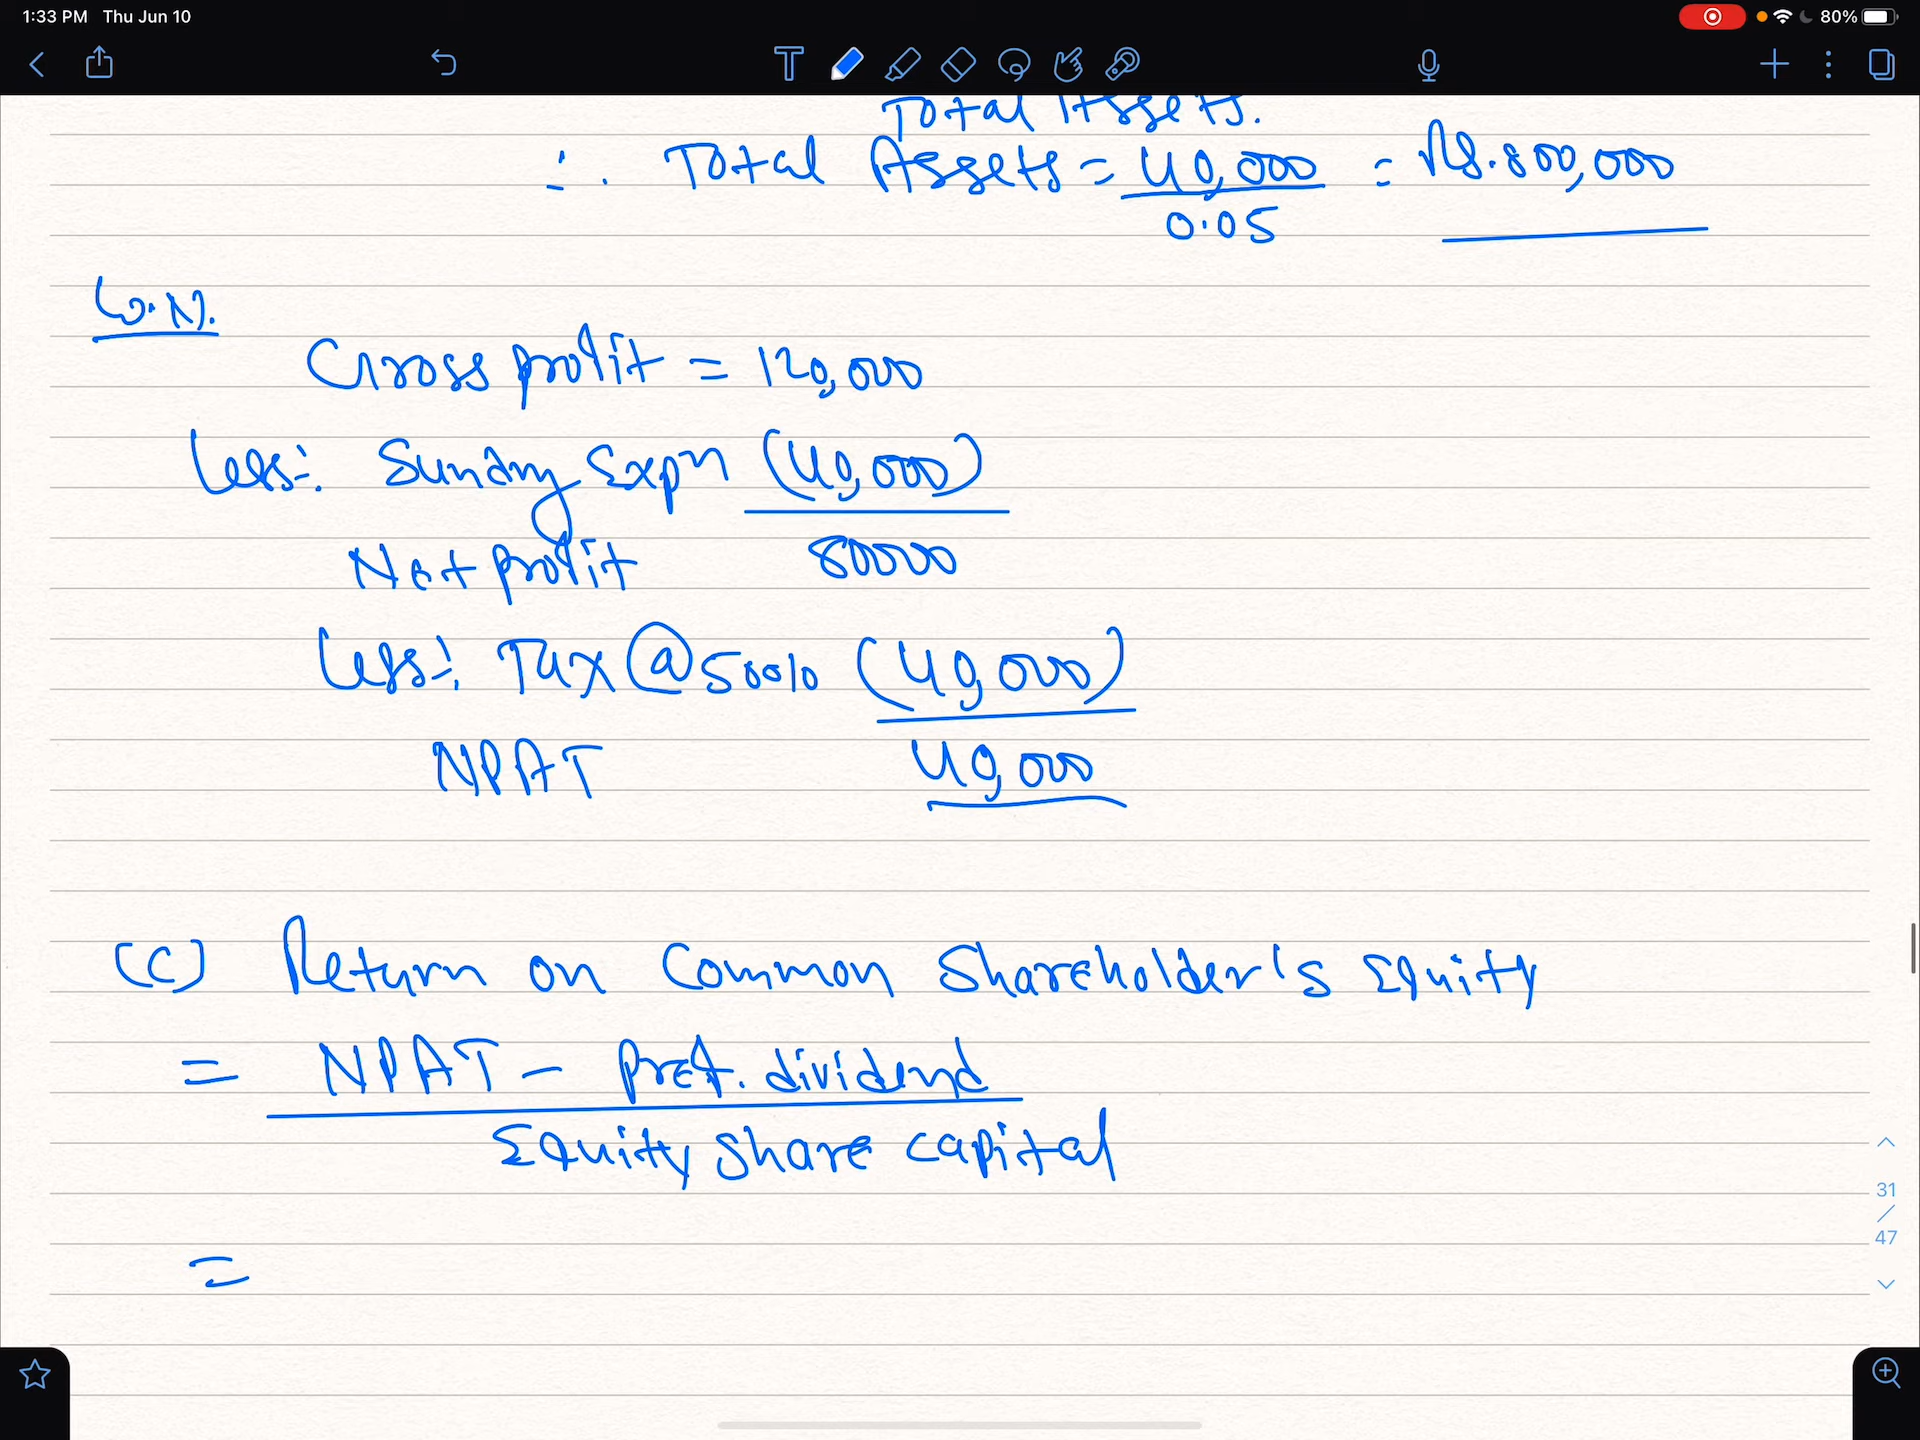 1:33 PM Thu Jun 10
80%
Total Assets.
∴ Total Assets = 40,000 = Rs.800,000
0.05
W.N.
Gross profit = 120,000
Less:- Sundry Expn (40,000)
Net profit 80000
Less:- Tax @ 50% (40,000)
NPAT 40,000
(C) Return on Common Shareholder's Equity
= NPAT - Pref. dividend
Equity share capital
=
31
/
47